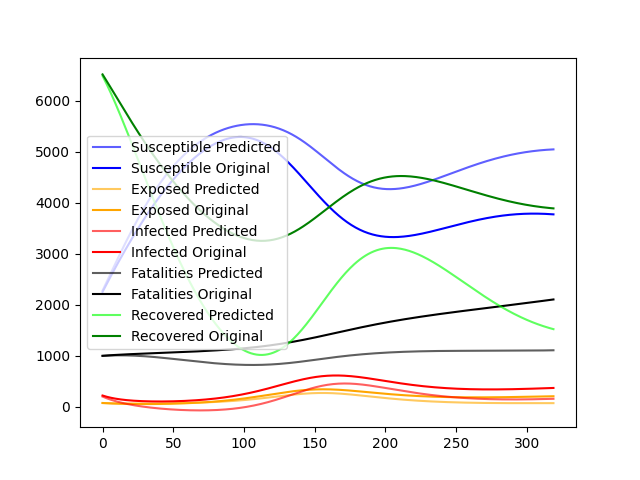 6000
5000
4000
3000
2000
1000
0
Susceptible Predicted
Susceptible Original
Exposed Predicted
Exposed Original
Infected Predicted
Infected Original
Fatalities Predicted
Fatalities Original
Recovered Predicted
Recovered Original
0 50 100 150 200 250 300